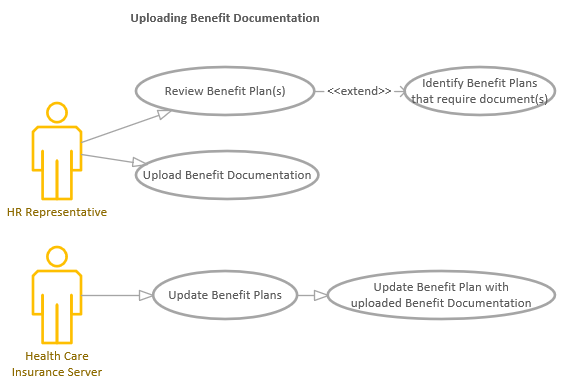 Uploading Benefit Documentation
Review Benefit Plan(s)
<<extend>>
Identify Benefit Plans
that require document(s)
Upload Benefit Documentation
HR Representative
Update Benefit Plans
Update Benefit Plan with
uploaded Benefit Documentation
Health Care
Insurance Server